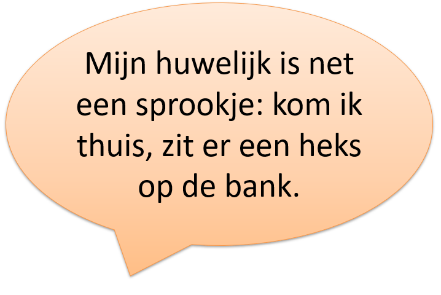 Mijn huwelijk is net
een sprookje: kom ik
thuis, zit er een heks
op de bank.